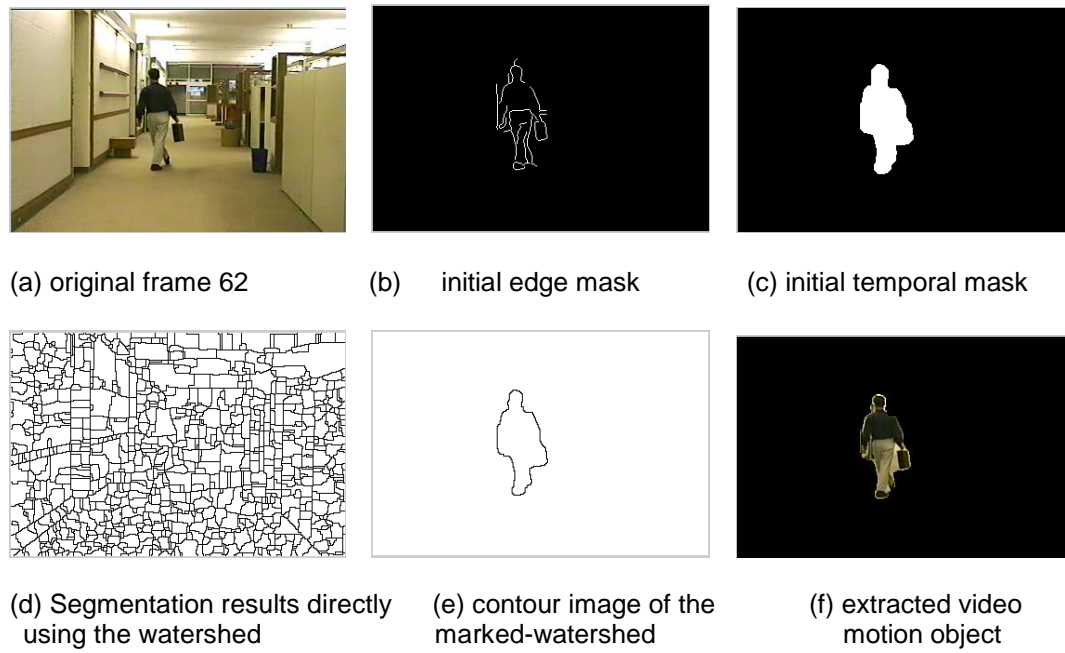 (a) original frame 62
(b) initial edge mask
(c) initial temporal mask
(d) Segmentation results directly
using the watershed
(e) contour image of the
marked-watershed
(f) extracted video
motion object